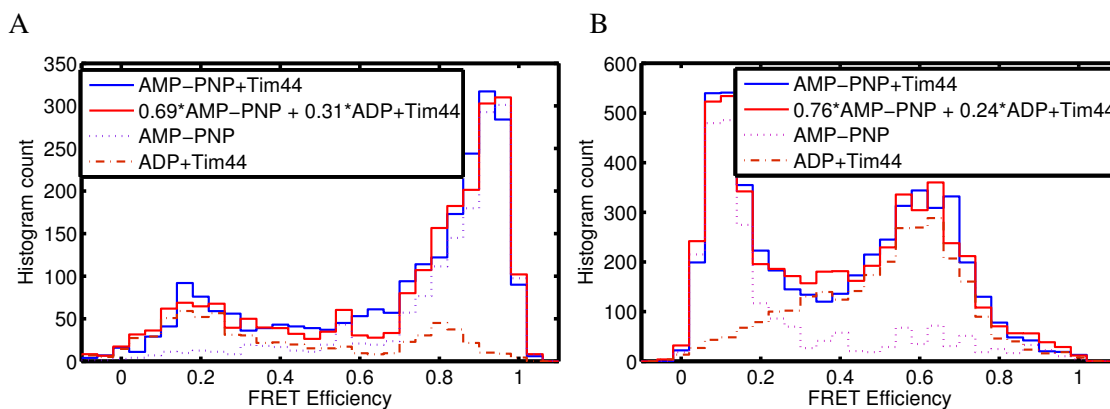 A
B
350
300
250
200
150
100
50
0
Histogram count
AMP−PNP+Tim44
0.69*AMP−PNP + 0.31*ADP+Tim44
AMP−PNP
ADP+Tim44
0
0.2
0.4
0.6
0.8
1
FRET Efficiency
600
500
400
300
200
100
0
Histogram count
AMP−PNP+Tim44
0.76*AMP−PNP + 0.24*ADP+Tim44
AMP−PNP
ADP+Tim44
0
0.2
0.4
0.6
0.8
1
FRET Efficiency